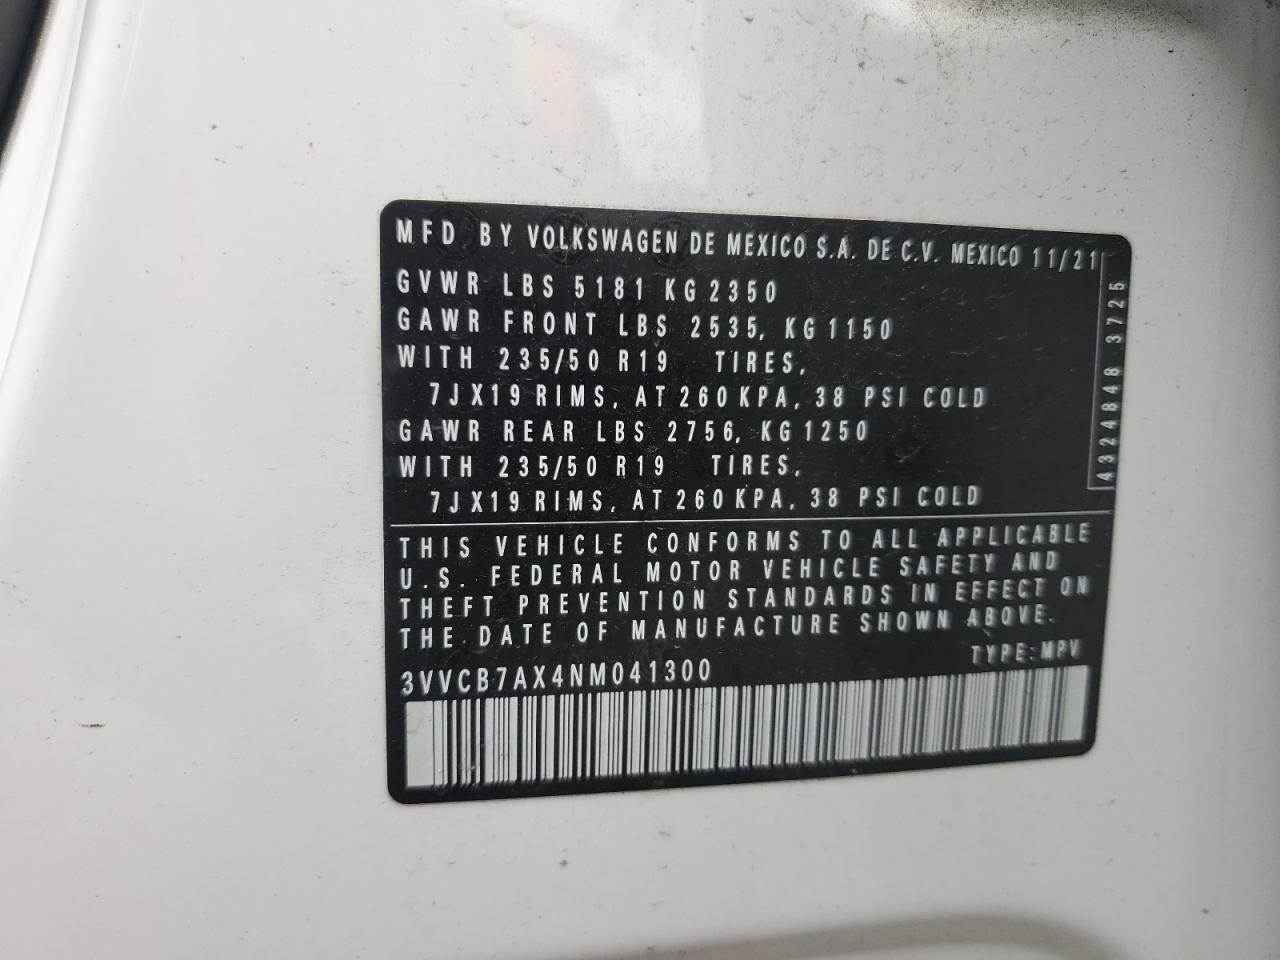 MFD BY VOLKSWAGEN DE MEXICO S.A. DE C.V. MEXICO 11/21
GVWR LBS 5181 KG 2350
GAWR FRONT LBS 2535, KG 1150
WITH 235/50 R19 TIRES,
7JX19 RIMS, AT 260 KPA, 38 PSI COLD
GAWR REAR LBS 2756, KG 1250
WITH 235/50 R19 TIRES,
7JX19 RIMS, AT 260 KPA, 38 PSI COLD
4324848 3725
THIS VEHICLE CONFORMS TO ALL APPLICABLE
U.S. FEDERAL MOTOR VEHICLE SAFETY AND
THEFT PREVENTION STANDARDS IN EFFECT ON
THE DATE OF MANUFACTURE SHOWN ABOVE.
3VVCB7AX4NM041300 TYPE: MPV